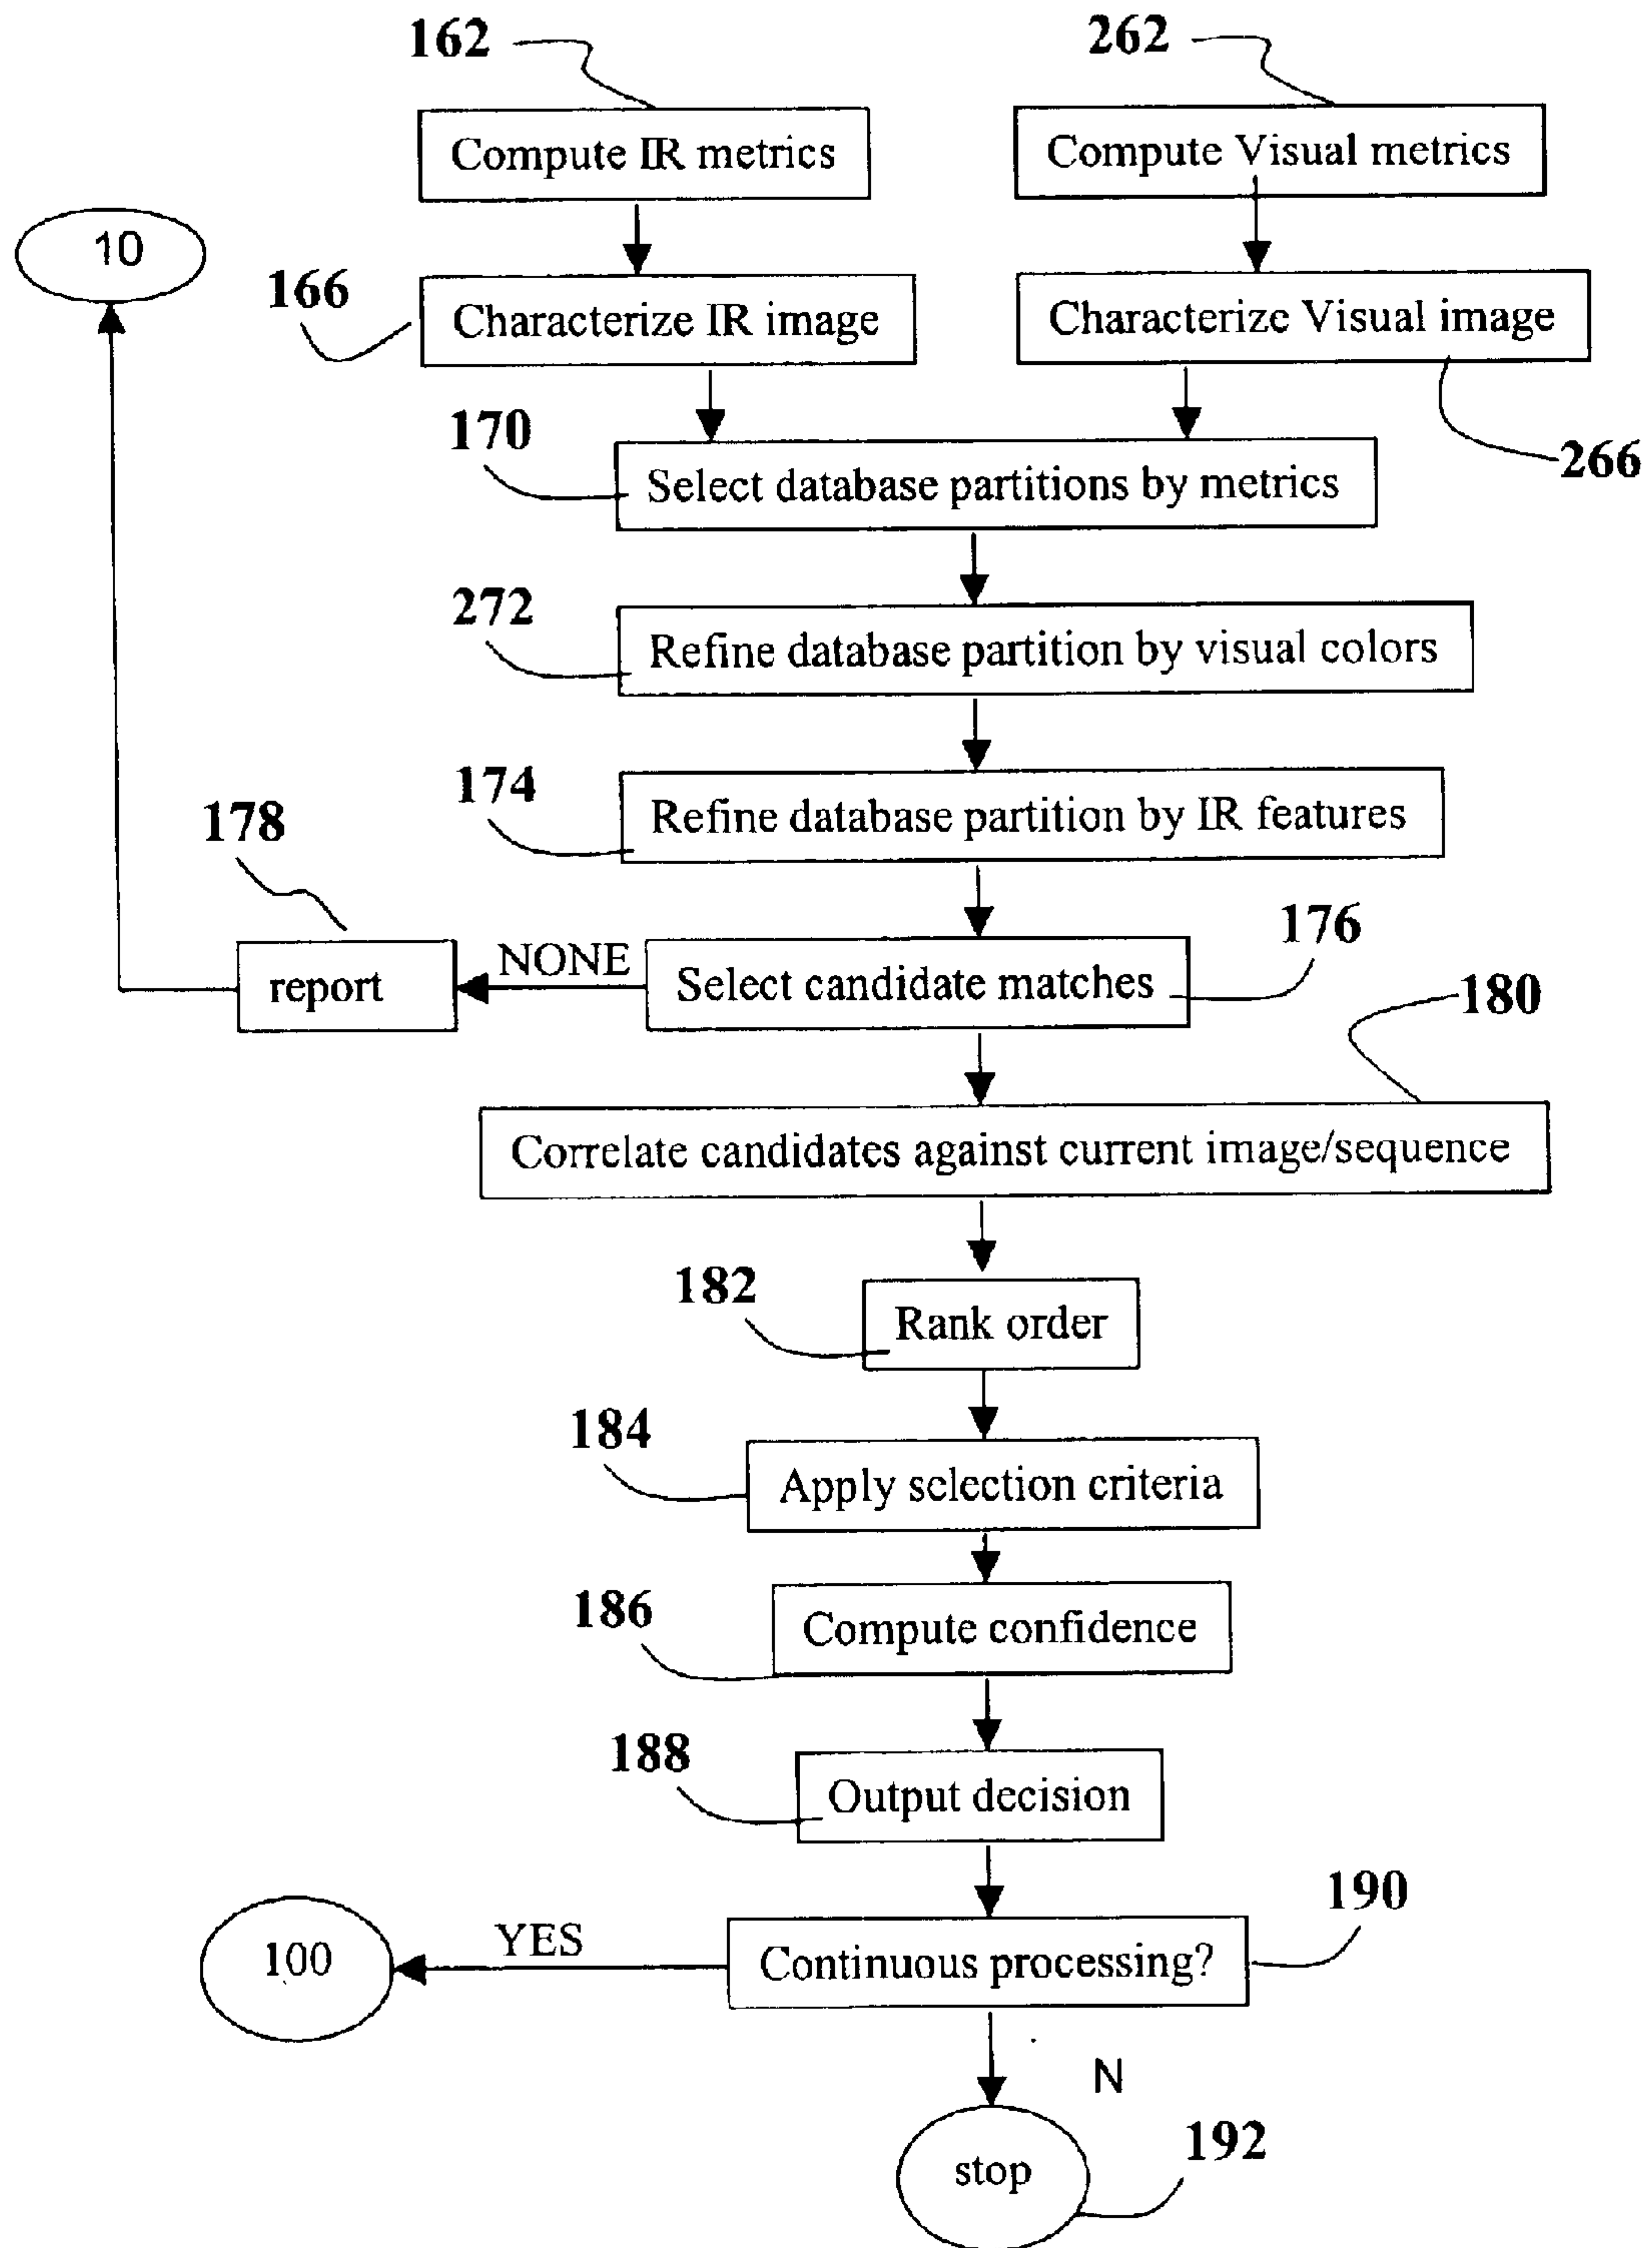 162
262
Compute IR metrics
Compute Visual metrics
10
166
Characterize IR image
Characterize Visual image
266
170
Select database partitions by metrics
272
Refine database partition by visual colors
174
Refine database partition by IR features
178
176
report
NONE
Select candidate matches
180
Correlate candidates against current image/sequence
182
Rank order
184
Apply selection criteria
186
Compute confidence
188
Output decision
190
100
YES
Continuous processing?
N
192
stop